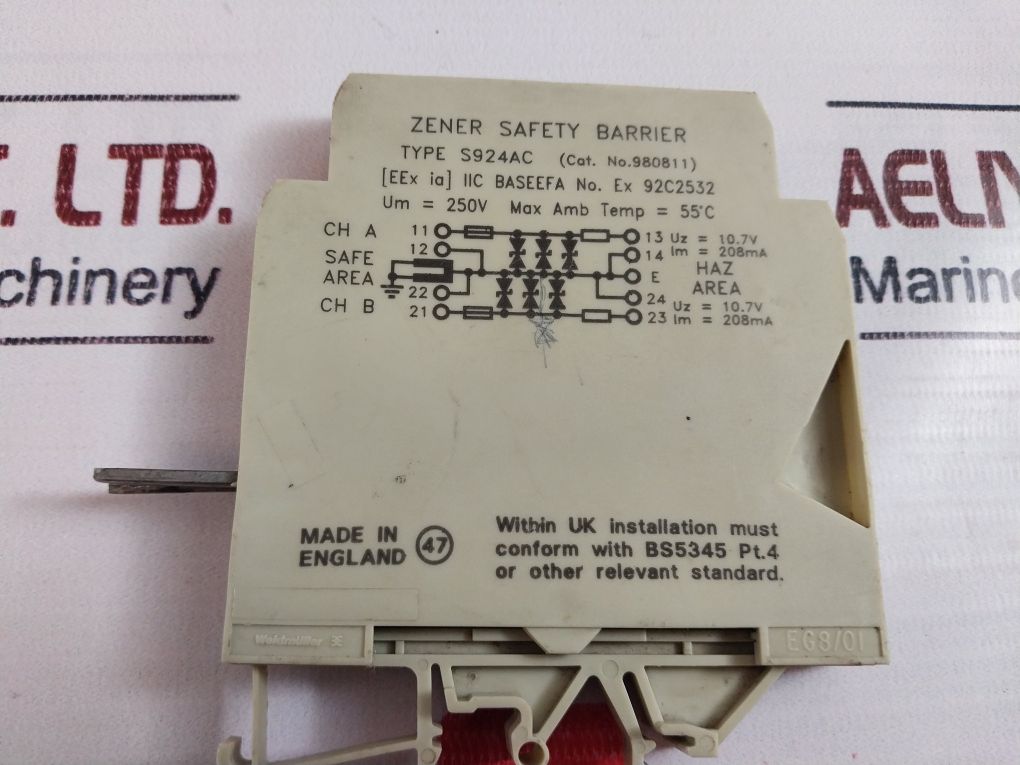 ZENER SAFETY BARRIER
TYPE S924AC (Cat. No.980811)
[EEx ia] IIC BASEEFA No. Ex 92C2532
Um = 250V Max Amb Temp = 55°C
CH A 11 13 Uz = 10.7V
12 14 Im = 208mA
SAFE AREA E HAZ AREA
22 24 Uz = 10.7V
CH B 21 23 Im = 208mA
MADE IN ENGLAND 47
Within UK installation must
conform with BS5345 Pt.4
or other relevant standard.
Weidmüller
EG8/01
. LTD.
chinery
AELI
Marine